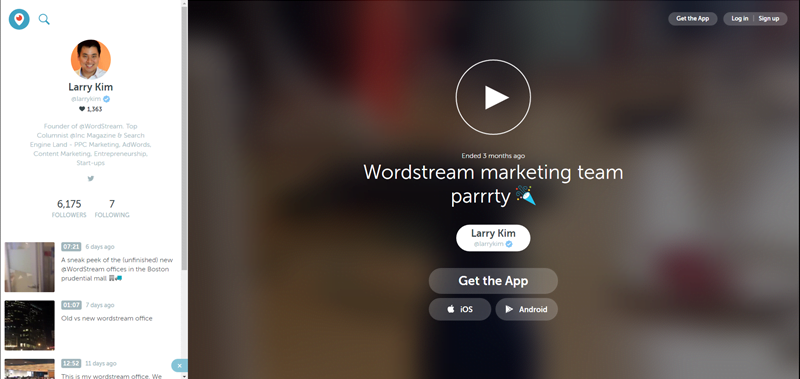 Larry Kim
@larrykim
1,363
Founder of @WordStream. Top
Columnist @Inc Magazine & Search
Engine Land – PPC Marketing, AdWords,
Content Marketing, Entrepreneurship,
Start-ups
6,175 7
FOLLOWERS FOLLOWING
07:21 6 days ago
A sneak peek of the (unfinished) new
@WordStream offices in the Boston
prudential mall
01:07 7 days ago
Old vs new wordstream office
12:52 11 days ago
This is my wordstream office. We
Get the App Log in | Sign up
Ended 3 months ago
Wordstream marketing team
parrrty 🎉
Larry Kim
@larrykim
Get the App
iOS Android